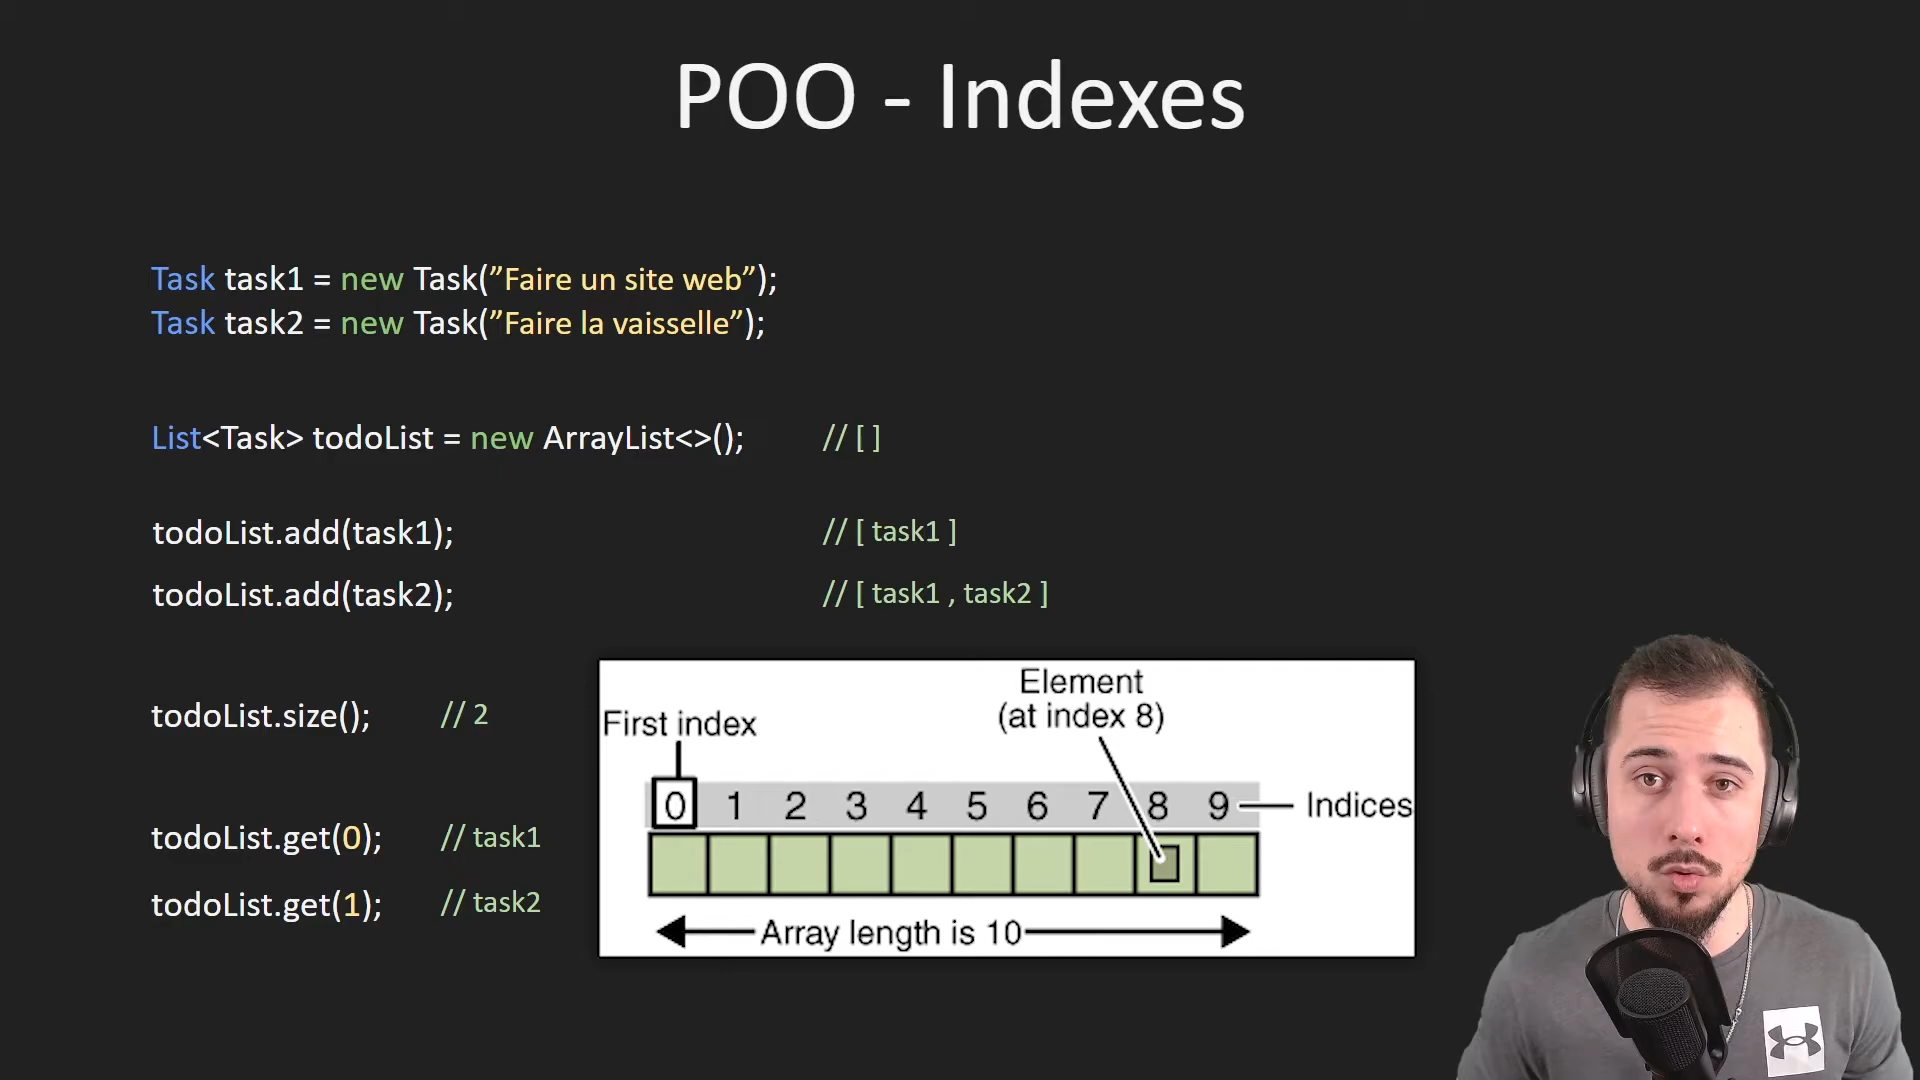 POO - Indexes
Task task1 = new Task(”Faire un site web”);
Task task2 = new Task(”Faire la vaisselle”);
List<Task> todoList = new ArrayList<>(); // [ ]
todoList.add(task1); // [ task1 ]
todoList.add(task2); // [ task1 , task2 ]
todoList.size(); // 2
todoList.get(0); // task1
todoList.get(1); // task2
Element
(at index 8)
First index
0 1 2 3 4 5 6 7 8 9 Indices
Array length is 10